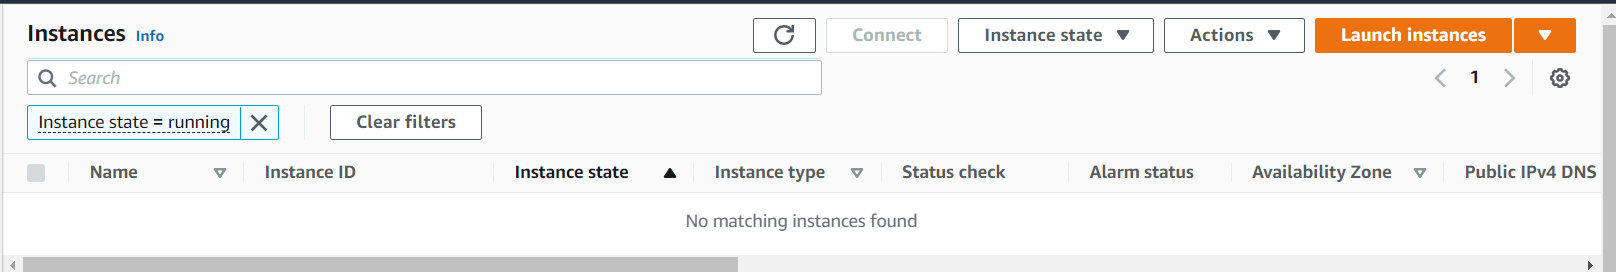 Instances Info Connect Instance state Actions Launch instances
Search 1
Instance state = running Clear filters
Name Instance ID Instance state Instance type Status check Alarm status Availability Zone Public IPv4 DNS
No matching instances found